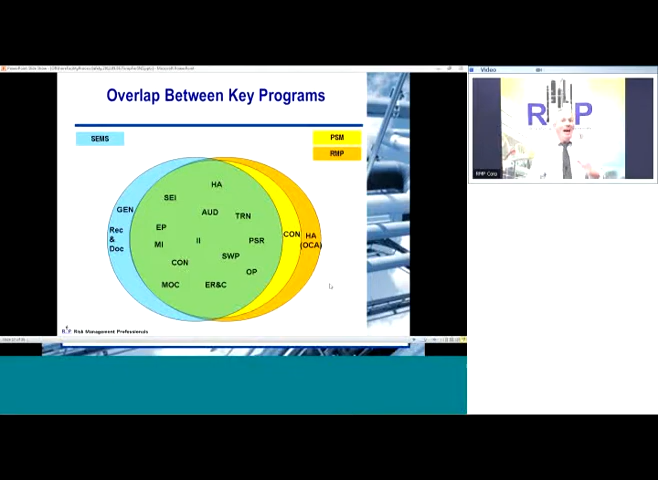 Video
Overlap Between Key Programs
SEMS
PSM
RMP
HA
SEI
AUD
TRN
GEN
EP
Rec
&
Doc
MI
II
PSR
CON
HA
(OCA)
SWP
CON
OP
MOC
ER&C
Risk Management Professionals
R P
RMP Corp